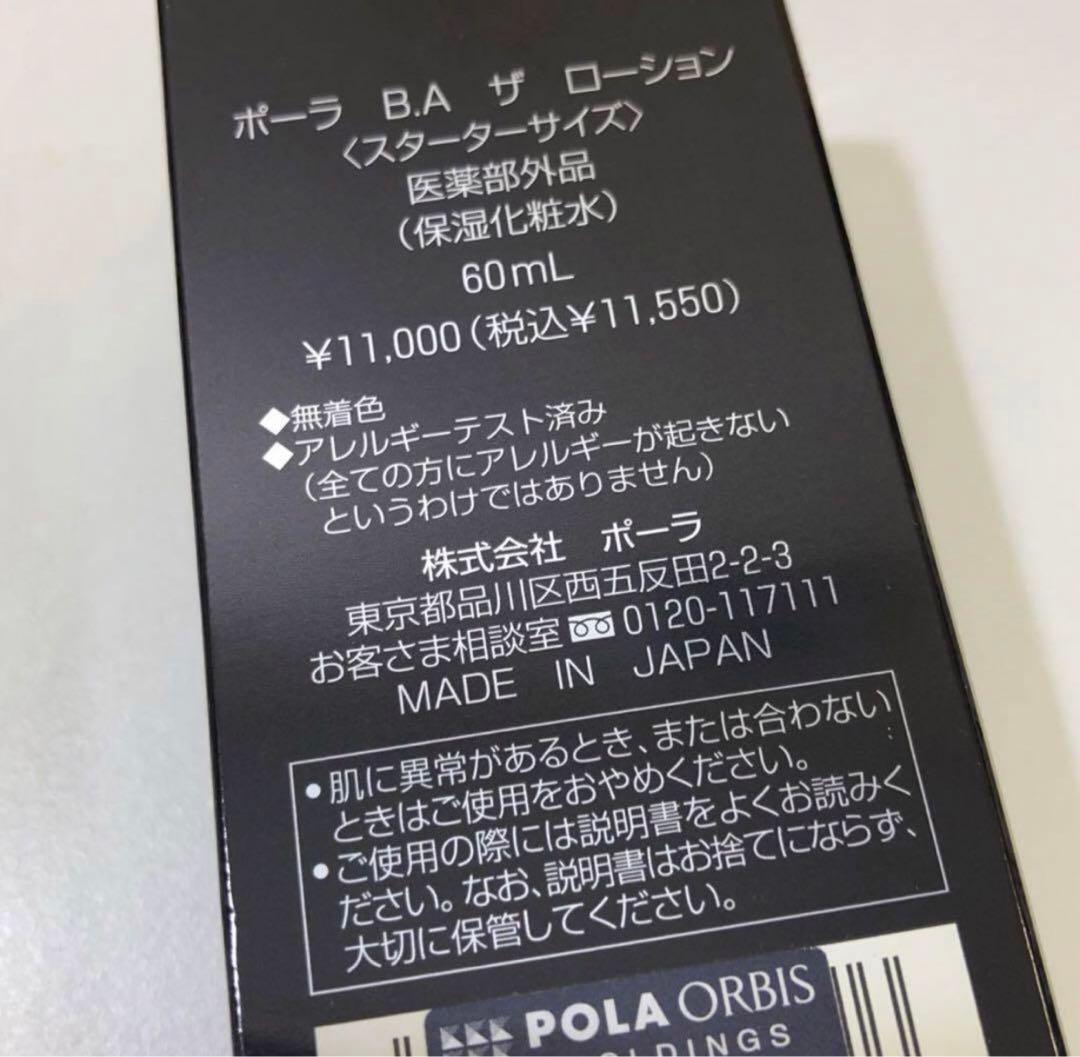 ポーラ B.A ザ ローション
〈スターターサイズ〉
医薬部外品
(保湿化粧水)
60mL
¥11,000(税込¥11,550)
◆無着色
◆アレルギーテスト済み
(全ての方にアレルギーが起きない
というわけではありません)
株式会社 ポーラ
東京都品川区西五反田2-2-3
お客さま相談室 0120-117111
MADE IN JAPAN
・肌に異常があるとき、または合わない
ときはご使用をおやめください。
・ご使用の際には説明書をよくお読みく
ださい。なお、説明書はお捨てにならず、
大切に保管してください。
POLA ORBIS
HOLDINGS